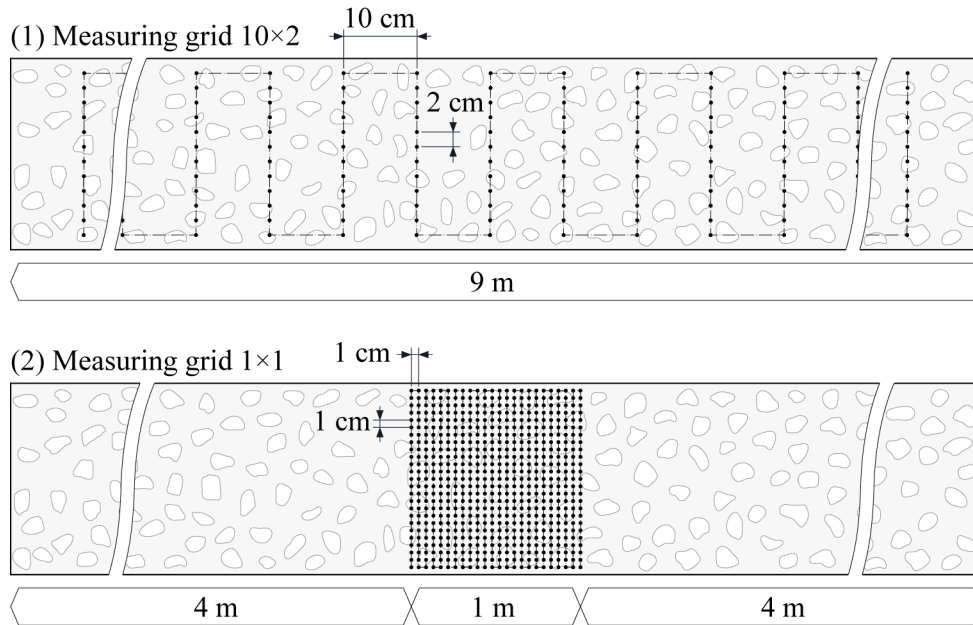 (1) Measuring grid 10×2
10 cm
2 cm
9 m
(2) Measuring grid 1×1
1 cm
1 cm
4 m
1 m
4 m